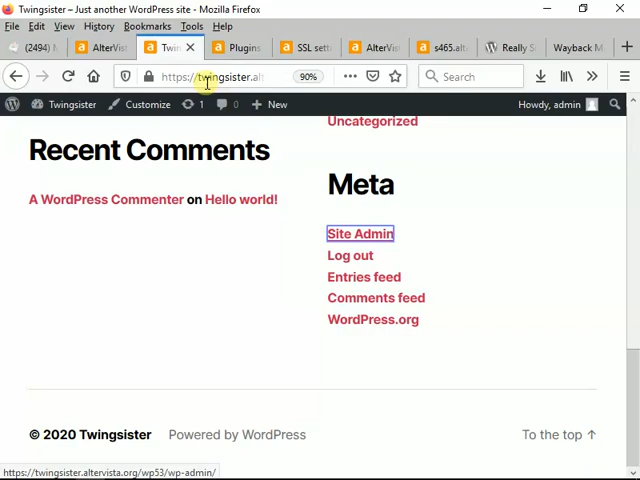 Twingsister – Just another WordPress site - Mozilla Firefox
File Edit View History Bookmarks Tools Help
(2494) M AlterVis Twin Plugins SSL sett AlterVis s465.alt Really S Wayback M
https://twingsister.alt 90% Search
Twingsister Customize 1 0 New Howdy, admin
Uncategorized
Recent Comments
Meta
A WordPress Commenter on Hello world!
Site Admin
Log out
Entries feed
Comments feed
WordPress.org
© 2020 Twingsister Powered by WordPress To the top ↑
https://twingsister.altervista.org/wp53/wp-admin/